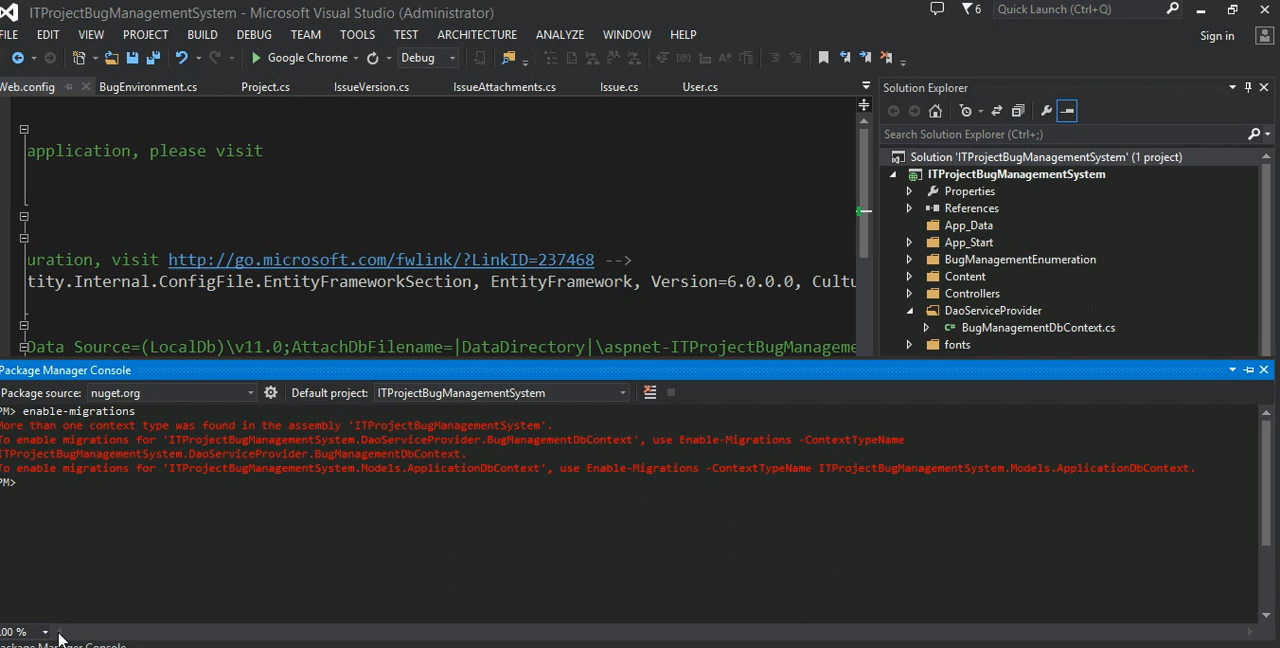 ITProjectBugManagementSystem - Microsoft Visual Studio (Administrator)
6
Quick Launch (Ctrl+Q)
FILE EDIT VIEW PROJECT BUILD DEBUG TEAM TOOLS TEST ARCHITECTURE ANALYZE WINDOW HELP
Sign in
Google Chrome
Debug
Web.config BugEnvironment.cs Project.cs IssueVersion.cs IssueAttachments.cs Issue.cs User.cs
application, please visit
uration, visit http://go.microsoft.com/fwlink/?LinkID=237468 -->
tity.Internal.ConfigFile.EntityFrameworkSection, EntityFramework, Version=6.0.0.0, Cultu
Data Source=(LocalDb)\v11.0;AttachDbFilename=|DataDirectory|\aspnet-ITProjectBugManageme
Solution Explorer
Search Solution Explorer (Ctrl+;)
Solution 'ITProjectBugManagementSystem' (1 project)
ITProjectBugManagementSystem
Properties
References
App_Data
App_Start
BugManagementEnumeration
Content
Controllers
DaoServiceProvider
C# BugManagementDbContext.cs
fonts
Package Manager Console
Package source: nuget.org
Default project: ITProjectBugManagementSystem
PM> enable-migrations
More than one context type was found in the assembly 'ITProjectBugManagementSystem'.
To enable migrations for 'ITProjectBugManagementSystem.DaoServiceProvider.BugManagementDbContext', use Enable-Migrations -ContextTypeName
ITProjectBugManagementSystem.DaoServiceProvider.BugManagementDbContext.
To enable migrations for 'ITProjectBugManagementSystem.Models.ApplicationDbContext', use Enable-Migrations -ContextTypeName ITProjectBugManagementSystem.Models.ApplicationDbContext.
PM>
100 %
Package Manager Console